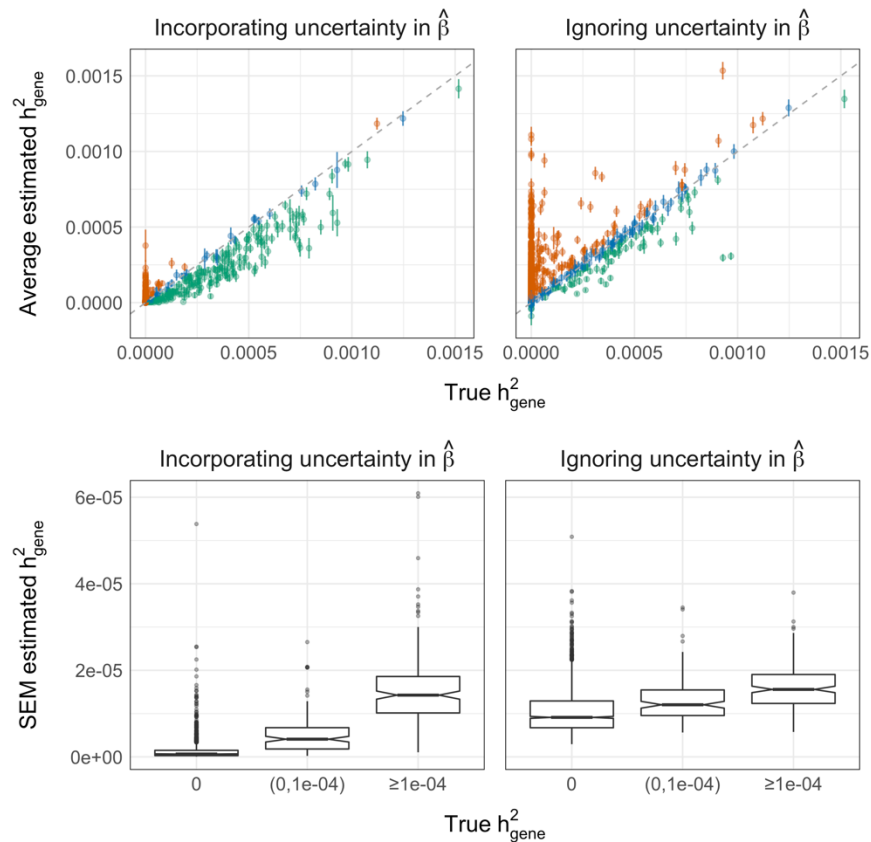 Incorporating uncertainty in β̂
Ignoring uncertainty in β̂
Average estimated h²gene
0.0015
0.0010
0.0005
0.0000
0.0000 0.0005 0.0010 0.0015
0.0000 0.0005 0.0010 0.0015
True h²gene
Incorporating uncertainty in β̂
Ignoring uncertainty in β̂
SEM estimated h²gene
6e-05
4e-05
2e-05
0e+00
0 (0,1e-04) ≥1e-04
0 (0,1e-04) ≥1e-04
True h²gene